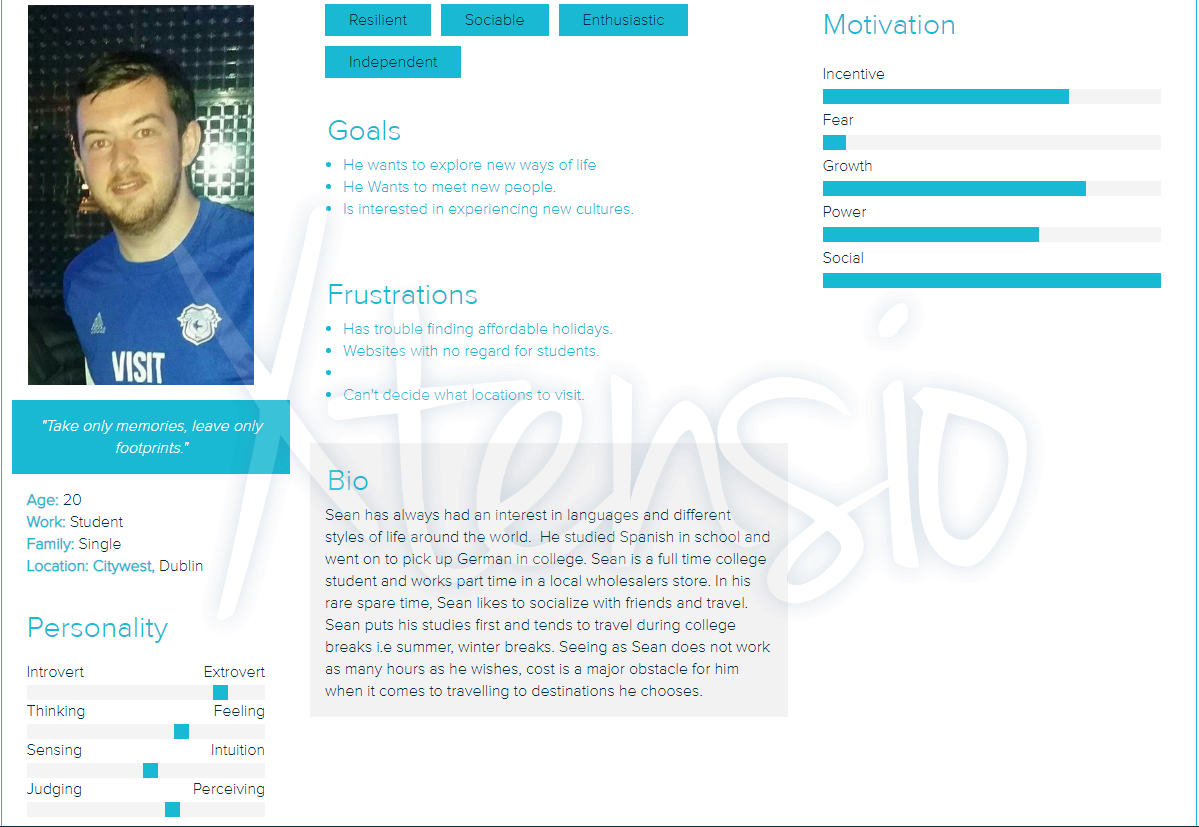 VISIT
"Take only memories, leave only
footprints."
Age: 20
Work: Student
Family: Single
Location: Citywest, Dublin
Personality
Introvert Extrovert
Thinking Feeling
Sensing Intuition
Judging Perceiving
Resilient Sociable Enthusiastic
Independent
Goals
He wants to explore new ways of life
He Wants to meet new people.
Is interested in experiencing new cultures.
Frustrations
Has trouble finding affordable holidays.
Websites with no regard for students.
Can't decide what locations to visit.
Bio
Sean has always had an interest in languages and different
styles of life around the world.  He studied Spanish in school and
went on to pick up German in college. Sean is a full time college
student and works part time in a local wholesalers store. In his
rare spare time, Sean likes to socialize with friends and travel.
Sean puts his studies first and tends to travel during college
breaks i.e summer, winter breaks. Seeing as Sean does not work
as many hours as he wishes, cost is a major obstacle for him
when it comes to travelling to destinations he chooses.
Motivation
Incentive
Fear
Growth
Power
Social
Xtensio